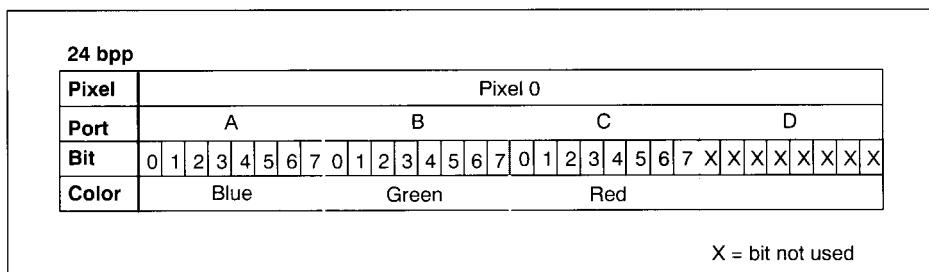 24 bpp
Pixel Pixel 0
Port A B C D
Bit 0 1 2 3 4 5 6 7 0 1 2 3 4 5 6 7 0 1 2 3 4 5 6 7 X X X X X X X X
Color Blue Green Red
X = bit not used